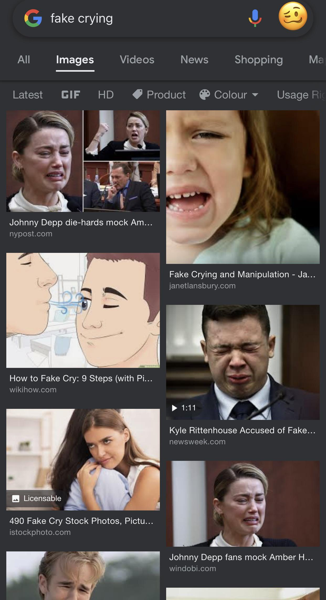 fake crying
All Images Videos News Shopping Ma
Latest GIF HD Product Colour Usage Ri
Johnny Depp die-hards mock Am...
nypost.com
Fake Crying and Manipulation - Ja...
janetlansbury.com
How to Fake Cry: 9 Steps (with Pi...
wikihow.com
1:11
Kyle Rittenhouse Accused of Fake...
newsweek.com
Licensable
490 Fake Cry Stock Photos, Pictu...
istockphoto.com
Johnny Depp fans mock Amber H...
windobi.com